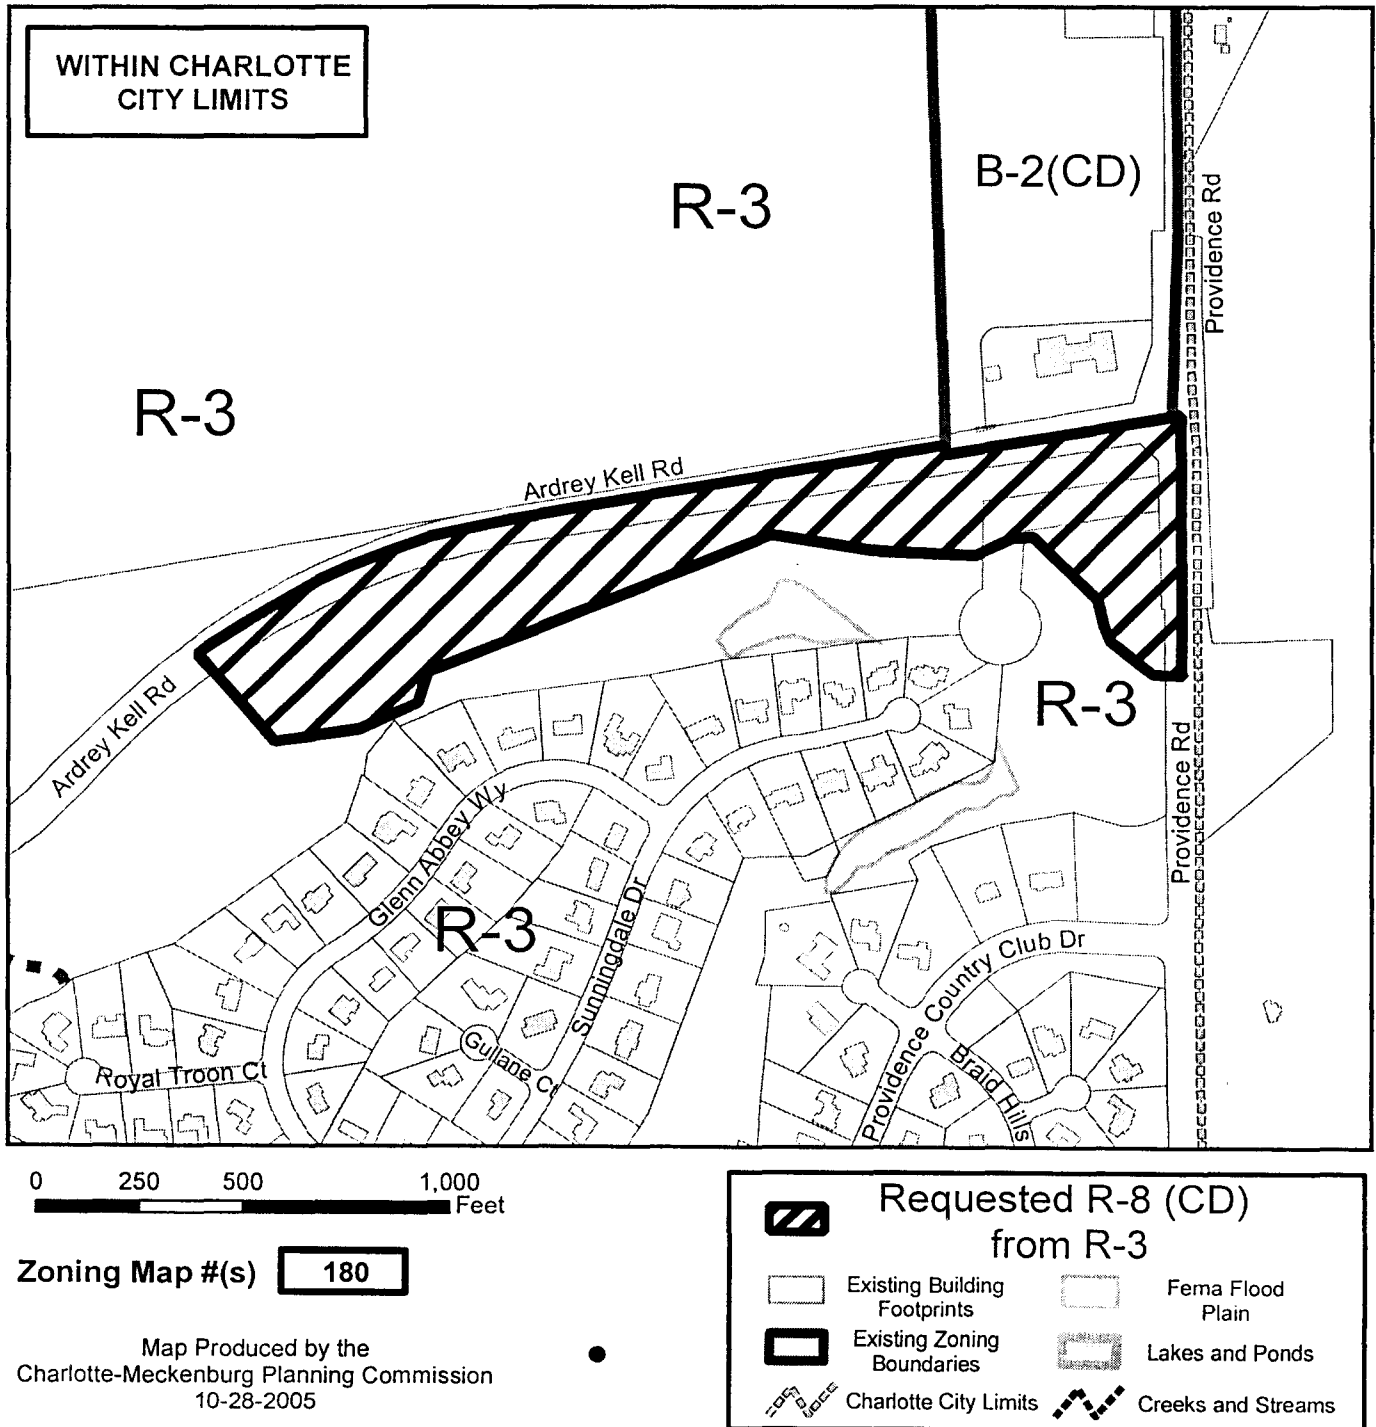 WITHIN CHARLOTTE
CITY LIMITS
R-3
B-2(CD)
Providence Rd
R-3
Ardrey Kell Rd
Ardrey Kell Rd
R-3
Providence Rd
Glenn Abbey Wy
R-3
Sunningdale Dr
Providence Country Club Dr
Gullane Ct
Royal Troon Ct
Braid Hills
0 250 500 1,000
Feet
Zoning Map #(s) 180
Map Produced by the
Charlotte-Meckenburg Planning Commission
10-28-2005
Requested R-8 (CD)
from R-3
Existing Building
Footprints
Fema Flood
Plain
Existing Zoning
Boundaries
Lakes and Ponds
Charlotte City Limits
Creeks and Streams